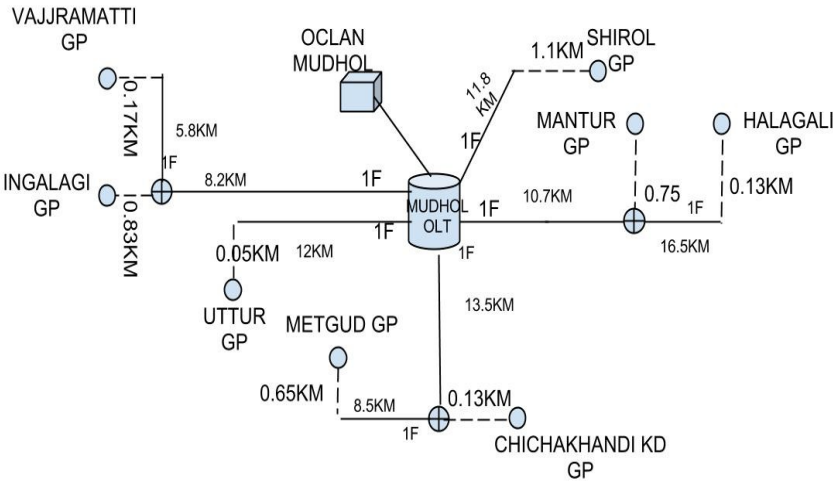 VAJJRAMATTI
GP
OCLAN
MUDHOL
1.1KM
SHIROL
GP
11.8
KM
0.17KM
5.8KM
1F
MANTUR
GP
HALAGALI
GP
INGALAGI
GP
8.2KM
1F
1F
MUDHOL
OLT
1F
10.7KM
0.75
1F
0.13KM
16.5KM
0.83KM
1F
0.05KM
12KM
1F
UTTUR
GP
METGUD GP
13.5KM
0.65KM
8.5KM
1F
0.13KM
CHICHAKHANDI KD
GP